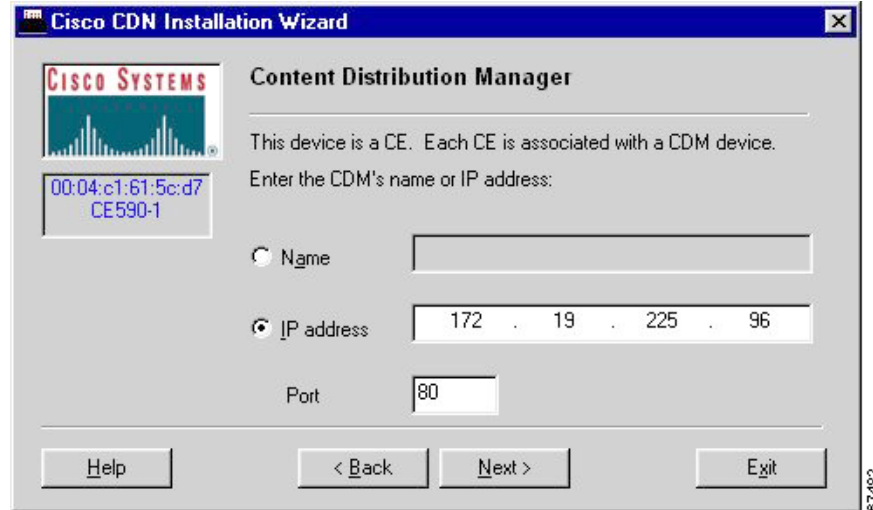 Cisco CDN Installation Wizard
CISCO SYSTEMS
®
00:04:c1:61:5c:d7
CE590-1
Content Distribution Manager
This device is a CE. Each CE is associated with a CDM device.
Enter the CDM's name or IP address:
Name
IP address 172 . 19 . 225 . 96
Port 80
Help < Back Next > Exit
87492